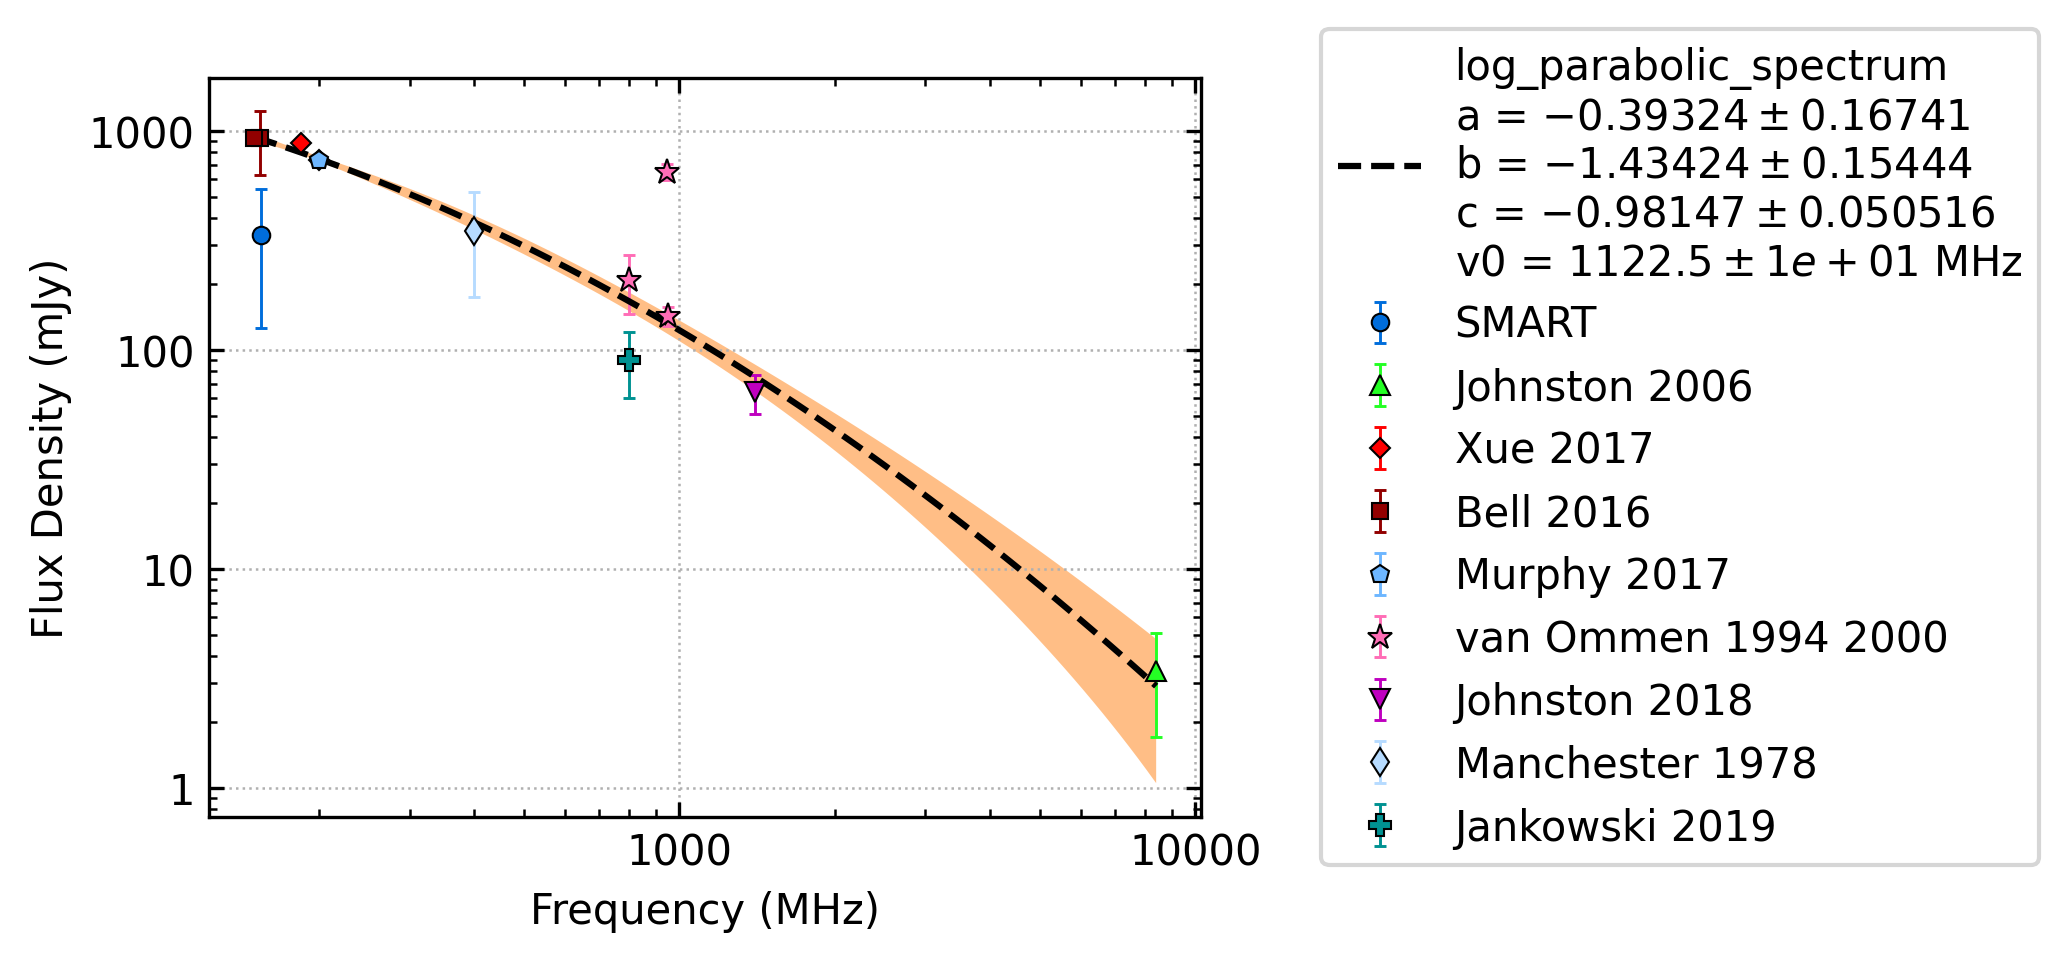 1000
100
10
1
Flux Density (mJy)
1000
10000
Frequency (MHz)
log_parabolic_spectrum
a = −0.39324 ± 0.16741
b = −1.43424 ± 0.15444
c = −0.98147 ± 0.050516
v0 = 1122.5 ± 1e + 01 MHz
SMART
Johnston 2006
Xue 2017
Bell 2016
Murphy 2017
van Ommen 1994 2000
Johnston 2018
Manchester 1978
Jankowski 2019